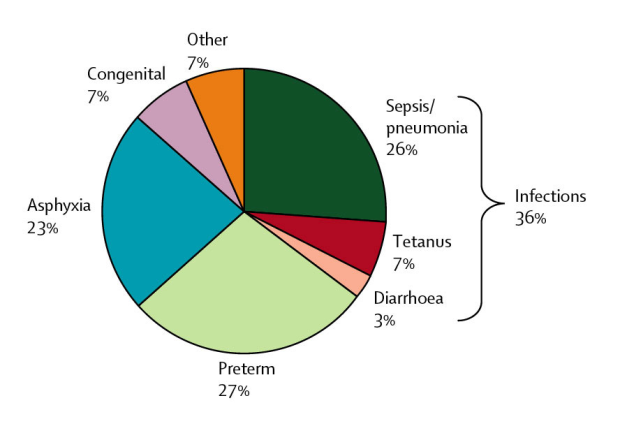 Other
7%
Congenital
7%
Sepsis/
pneumonia
26%
Infections
36%
Asphyxia
23%
Tetanus
7%
Diarrhoea
3%
Preterm
27%